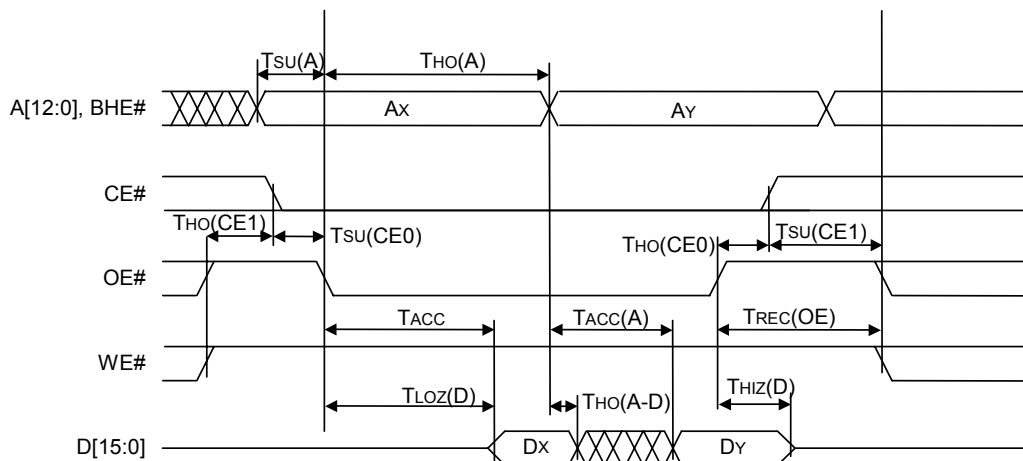 TSU(A) THO(A)
A[12:0], BHE# AX AY
CE#
THO(CE1) TSU(CE0) THO(CE0) TSU(CE1)
OE#
TACC TACC(A) TREC(OE)
WE#
TLOZ(D) THO(A-D) THIZ(D)
D[15:0] DX DY